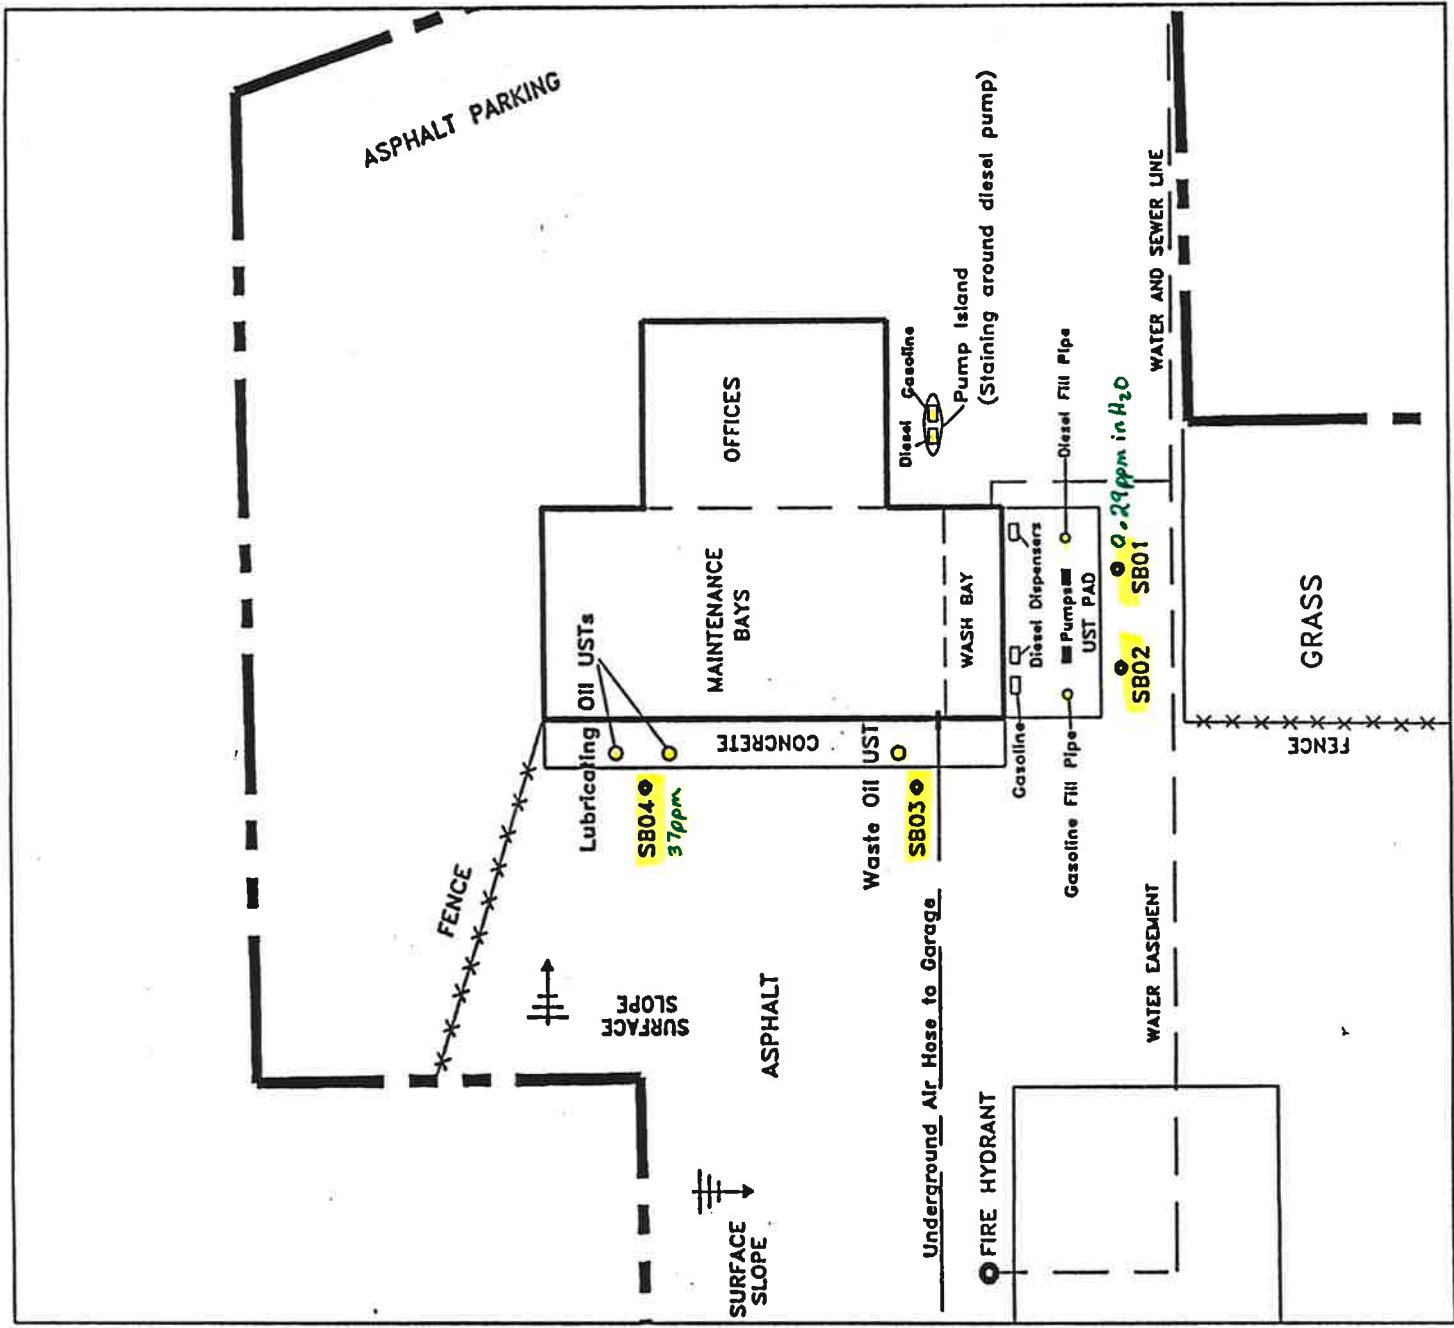 ASPHALT PARKING
OFFICES
Diesel
Gasoline
Pump Island
(Staining around diesel pump)
MAINTENANCE
BAYS
WASH BAY
Lubricating Oil USTs
CONCRETE
SB04
37ppm
Waste Oil UST
SB03
FENCE
SURFACE
SLOPE
ASPHALT
SURFACE
SLOPE
Underground Air Hose to Garage
FIRE HYDRANT
Gasoline
Diesel Dispensers
Pumps
UST PAD
Gasoline Fill Pipe
Diesel Fill Pipe
SB02
SB01
0.29ppm in H₂O
WATER AND SEWER LINE
WATER EASEMENT
GRASS
FENCE